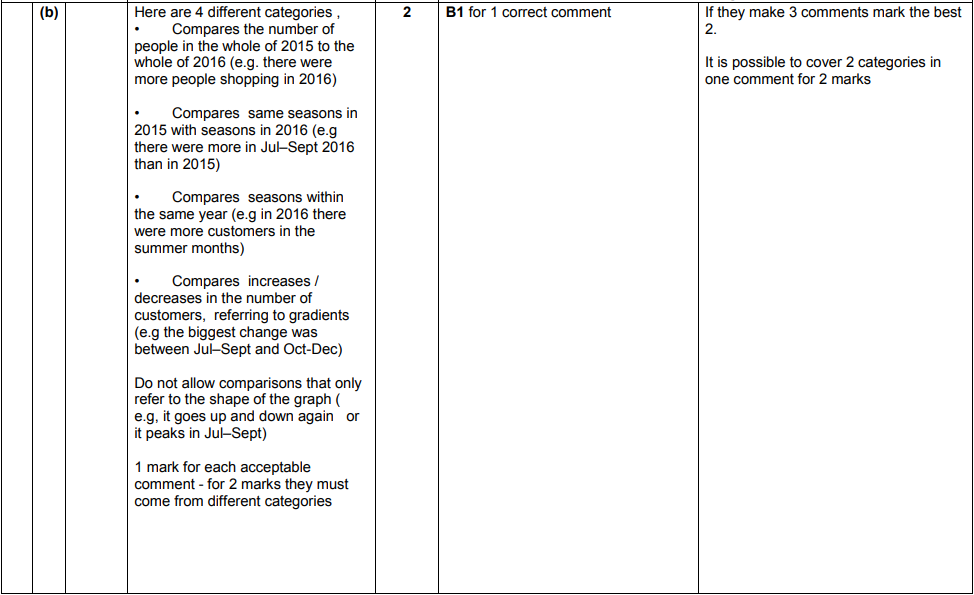 (b)
Here are 4 different categories ,
• Compares the number of
people in the whole of 2015 to the
whole of 2016 (e.g. there were
more people shopping in 2016)
• Compares  same seasons in
2015 with seasons in 2016 (e.g
there were more in Jul–Sept 2016
than in 2015)
• Compares  seasons within
the same year (e.g in 2016 there
were more customers in the
summer months)
• Compares  increases /
decreases in the number of
customers,  referring to gradients
(e.g the biggest change was
between Jul–Sept and Oct-Dec)
Do not allow comparisons that only
refer to the shape of the graph (
e.g, it goes up and down again   or
it peaks in Jul–Sept)
1 mark for each acceptable
comment - for 2 marks they must
come from different categories
2
B1 for 1 correct comment
If they make 3 comments mark the best
2.
It is possible to cover 2 categories in
one comment for 2 marks